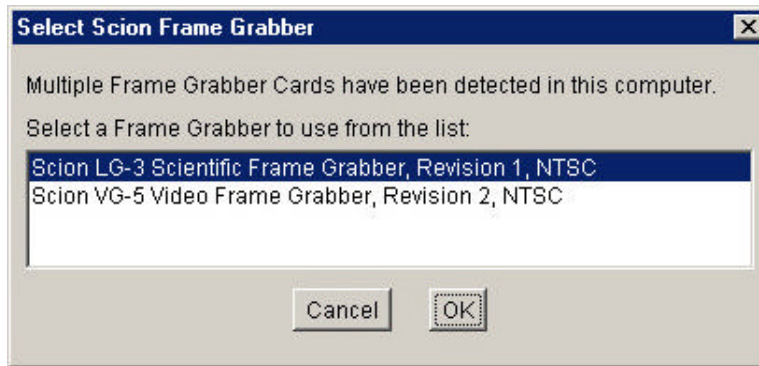 Select Scion Frame Grabber
Multiple Frame Grabber Cards have been detected in this computer.
Select a Frame Grabber to use from the list:
Scion LG-3 Scientific Frame Grabber, Revision 1, NTSC
Scion VG-5 Video Frame Grabber, Revision 2, NTSC
Cancel OK